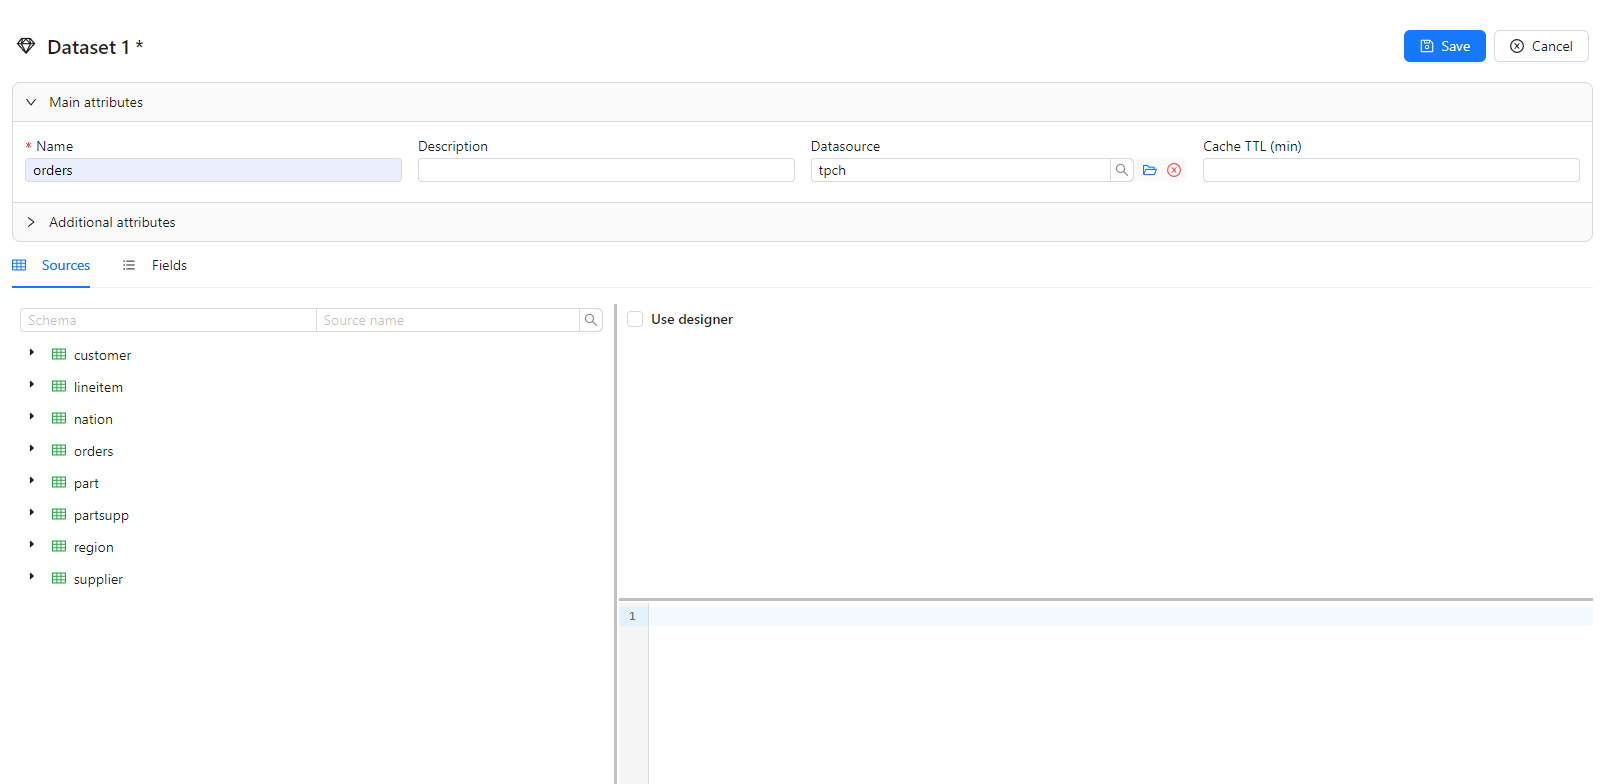 Dataset 1 *
Save
Cancel
Main attributes
* Name
Description
Datasource
Cache TTL (min)
orders
tpch
Additional attributes
Sources
Fields
Schema
Source name
Use designer
customer
lineitem
nation
orders
part
partsupp
region
supplier
1